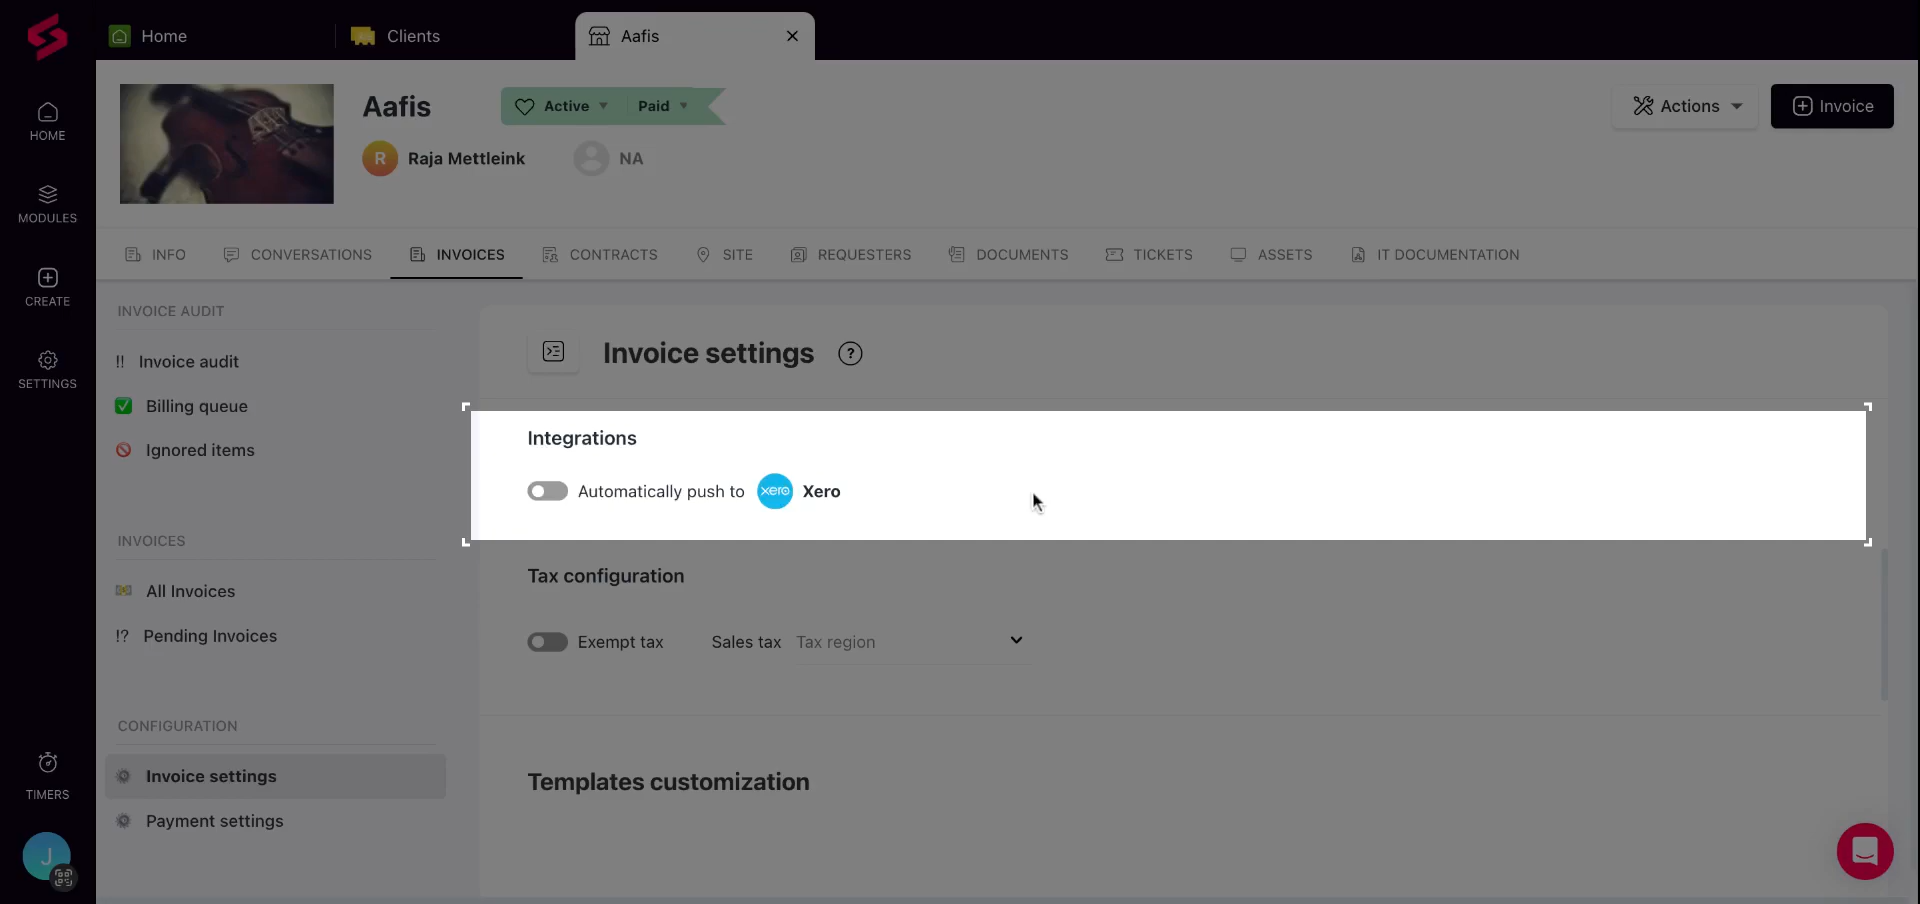 Home
Clients
Aafis
HOME
MODULES
CREATE
SETTINGS
TIMERS
J
Aafis
Active
Paid
R
Raja Mettleink
NA
Actions
Invoice
INFO
CONVERSATIONS
INVOICES
CONTRACTS
SITE
REQUESTERS
DOCUMENTS
TICKETS
ASSETS
IT DOCUMENTATION
INVOICE AUDIT
!! Invoice audit
Billing queue
Ignored items
INVOICES
All Invoices
!? Pending Invoices
CONFIGURATION
Invoice settings
Payment settings
Invoice settings ?
Integrations
Automatically push to xero Xero
Tax configuration
Exempt tax Sales tax Tax region
Templates customization